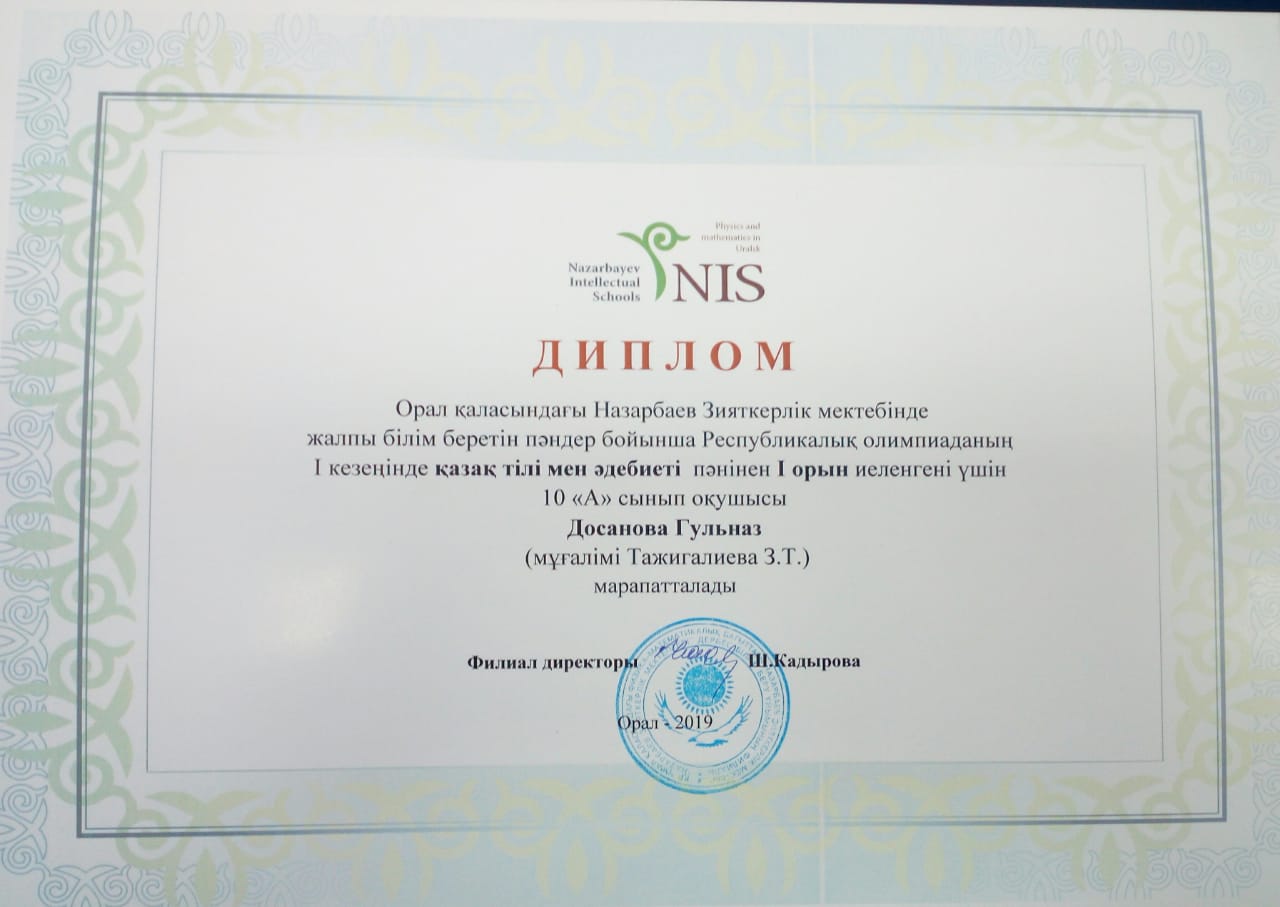 Physics and
mathematics in
Uralsk
Nazarbayev
Intellectual
Schools
NIS
ДИПЛОМ
Орал қаласындағы Назарбаев Зияткерлік мектебінде
жалпы білім беретін пәндер бойынша Республикалық олимпиаданың
І кезеңінде қазақ тілі мен әдебиеті пәнінен І орын иеленгені үшін
10 «А» сынып оқушысы
Досанова Гульназ
(мұғалімі Тажигалиева З.Т.)
марапатталады
Филиал директоры Ш.Кадырова
Орал - 2019